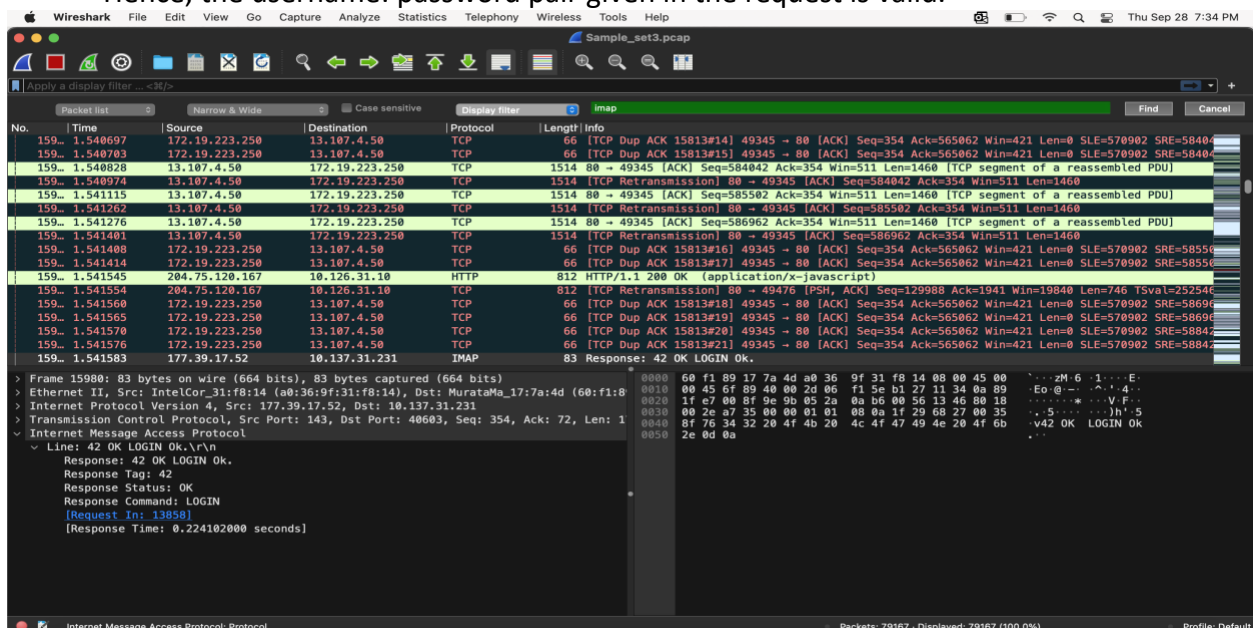 Hence, the username: password pair given in the request is valid.
Wireshark File Edit View Go Capture Analyze Statistics Telephony Wireless Tools Help Thu Sep 28 7:34 PM
Sample_set3.pcap
Apply a display filter ... <⌘/>
Packet list Narrow & Wide Case sensitive Display filter imap Find Cancel
No. Time Source Destination Protocol Length Info
159… 1.540697 172.19.223.250 13.107.4.50 TCP 66 [TCP Dup ACK 15813#14] 49345 → 80 [ACK] Seq=354 Ack=565062 Win=421 Len=0 SLE=570902 SRE=58404
159… 1.540703 172.19.223.250 13.107.4.50 TCP 66 [TCP Dup ACK 15813#15] 49345 → 80 [ACK] Seq=354 Ack=565062 Win=421 Len=0 SLE=570902 SRE=58404
159… 1.540828 13.107.4.50 172.19.223.250 TCP 1514 80 → 49345 [ACK] Seq=584042 Ack=354 Win=511 Len=1460 [TCP segment of a reassembled PDU]
159… 1.540974 13.107.4.50 172.19.223.250 TCP 1514 [TCP Retransmission] 80 → 49345 [ACK] Seq=584042 Ack=354 Win=511 Len=1460
159… 1.541115 13.107.4.50 172.19.223.250 TCP 1514 80 → 49345 [ACK] Seq=585502 Ack=354 Win=511 Len=1460 [TCP segment of a reassembled PDU]
159… 1.541262 13.107.4.50 172.19.223.250 TCP 1514 [TCP Retransmission] 80 → 49345 [ACK] Seq=585502 Ack=354 Win=511 Len=1460
159… 1.541276 13.107.4.50 172.19.223.250 TCP 1514 80 → 49345 [ACK] Seq=586962 Ack=354 Win=511 Len=1460 [TCP segment of a reassembled PDU]
159… 1.541401 13.107.4.50 172.19.223.250 TCP 1514 [TCP Retransmission] 80 → 49345 [ACK] Seq=586962 Ack=354 Win=511 Len=1460
159… 1.541408 172.19.223.250 13.107.4.50 TCP 66 [TCP Dup ACK 15813#16] 49345 → 80 [ACK] Seq=354 Ack=565062 Win=421 Len=0 SLE=570902 SRE=58550
159… 1.541414 172.19.223.250 13.107.4.50 TCP 66 [TCP Dup ACK 15813#17] 49345 → 80 [ACK] Seq=354 Ack=565062 Win=421 Len=0 SLE=570902 SRE=58550
159… 1.541545 204.75.120.167 10.126.31.10 HTTP 812 HTTP/1.1 200 OK (application/x-javascript)
159… 1.541554 204.75.120.167 10.126.31.10 TCP 812 [TCP Retransmission] 80 → 49476 [PSH, ACK] Seq=129988 Ack=1941 Win=19840 Len=746 TSval=252546
159… 1.541560 172.19.223.250 13.107.4.50 TCP 66 [TCP Dup ACK 15813#18] 49345 → 80 [ACK] Seq=354 Ack=565062 Win=421 Len=0 SLE=570902 SRE=58696
159… 1.541565 172.19.223.250 13.107.4.50 TCP 66 [TCP Dup ACK 15813#19] 49345 → 80 [ACK] Seq=354 Ack=565062 Win=421 Len=0 SLE=570902 SRE=58696
159… 1.541570 172.19.223.250 13.107.4.50 TCP 66 [TCP Dup ACK 15813#20] 49345 → 80 [ACK] Seq=354 Ack=565062 Win=421 Len=0 SLE=570902 SRE=58842
159… 1.541576 172.19.223.250 13.107.4.50 TCP 66 [TCP Dup ACK 15813#21] 49345 → 80 [ACK] Seq=354 Ack=565062 Win=421 Len=0 SLE=570902 SRE=58842
159… 1.541583 177.39.17.52 10.137.31.231 IMAP 83 Response: 42 OK LOGIN Ok.
> Frame 15980: 83 bytes on wire (664 bits), 83 bytes captured (664 bits)
> Ethernet II, Src: IntelCor_31:f8:14 (a0:36:9f:31:f8:14), Dst: MurataMa_17:7a:4d (60:f1:8
> Internet Protocol Version 4, Src: 177.39.17.52, Dst: 10.137.31.231
> Transmission Control Protocol, Src Port: 143, Dst Port: 40603, Seq: 354, Ack: 72, Len: 1
Internet Message Access Protocol
Line: 42 OK LOGIN Ok.\r\n
Response: 42 OK LOGIN Ok.
Response Tag: 42
Response Status: OK
Response Command: LOGIN
[Request In: 13858]
[Response Time: 0.224102000 seconds]
0000 60 f1 89 17 7a 4d a0 36 9f 31 f8 14 08 00 45 00 `···zM·6 ·1····E·
0010 00 45 6f 89 40 00 2d 06 f1 5e b1 27 11 34 0a 89 ·Eo·@·-· ·^·'·4··
0020 1f e7 00 8f 9e 9b 05 2a 0a b6 00 56 13 46 80 18 ·······* ···V·F··
0030 00 2e a7 35 00 00 01 01 08 0a 1f 29 68 27 00 35 ·.·5···· ···)h'·5
0040 8f 76 34 32 20 4f 4b 20 4c 4f 47 49 4e 20 4f 6b ·v42 OK LOGIN Ok
0050 2e 0d 0a .··
Internet Message Access Protocol: Protocol Packets: 79167 · Displayed: 79167 (100.0%) Profile: Default